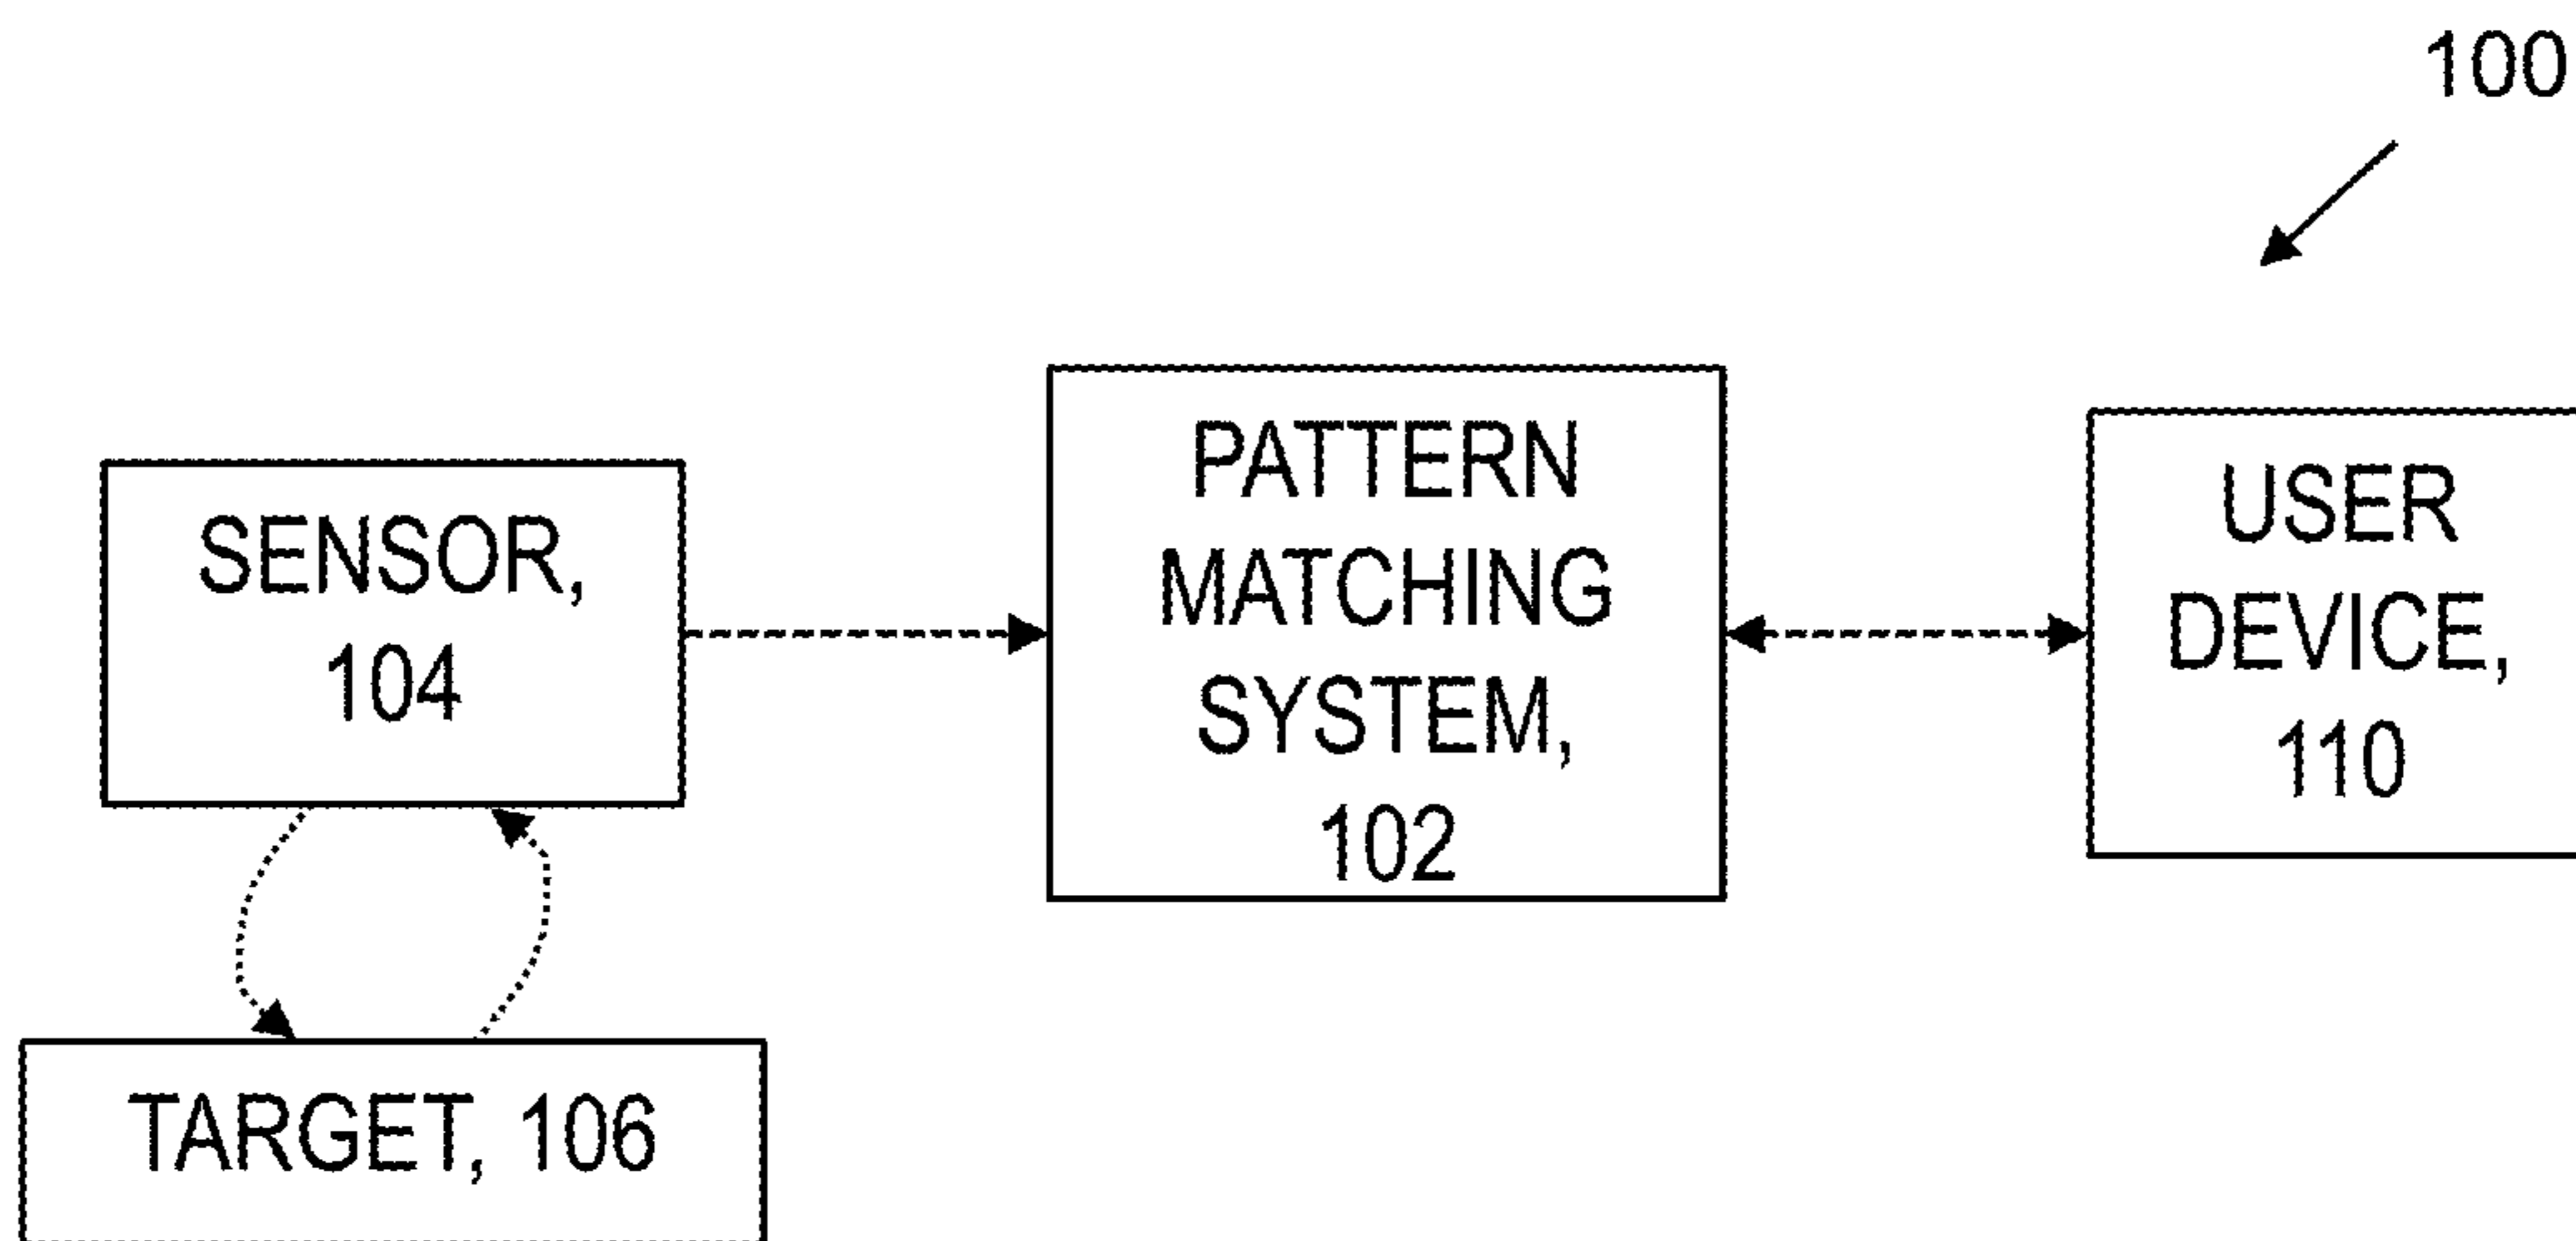 100
SENSOR,
104
PATTERN
MATCHING
SYSTEM,
102
USER
DEVICE,
110
TARGET, 106